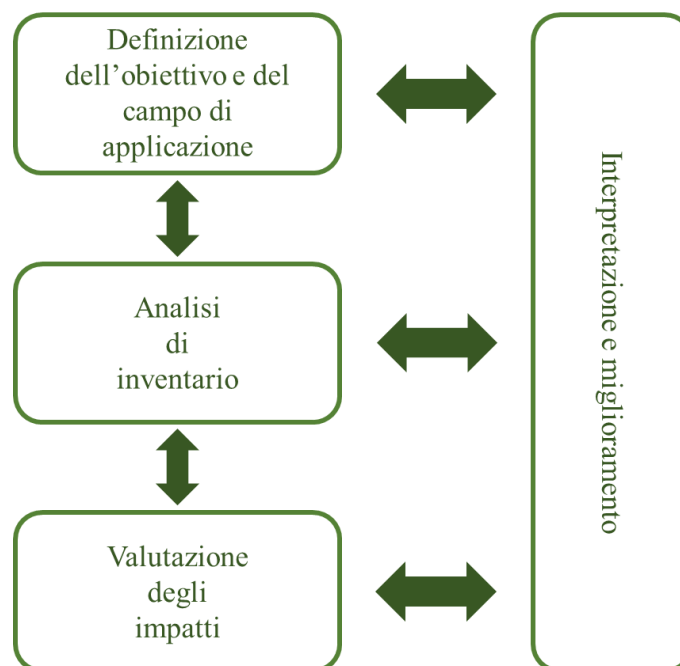 Definizione
dell’obiettivo e del
campo di
applicazione
Analisi
di
inventario
Valutazione
degli
impatti
Interpretazione e miglioramento